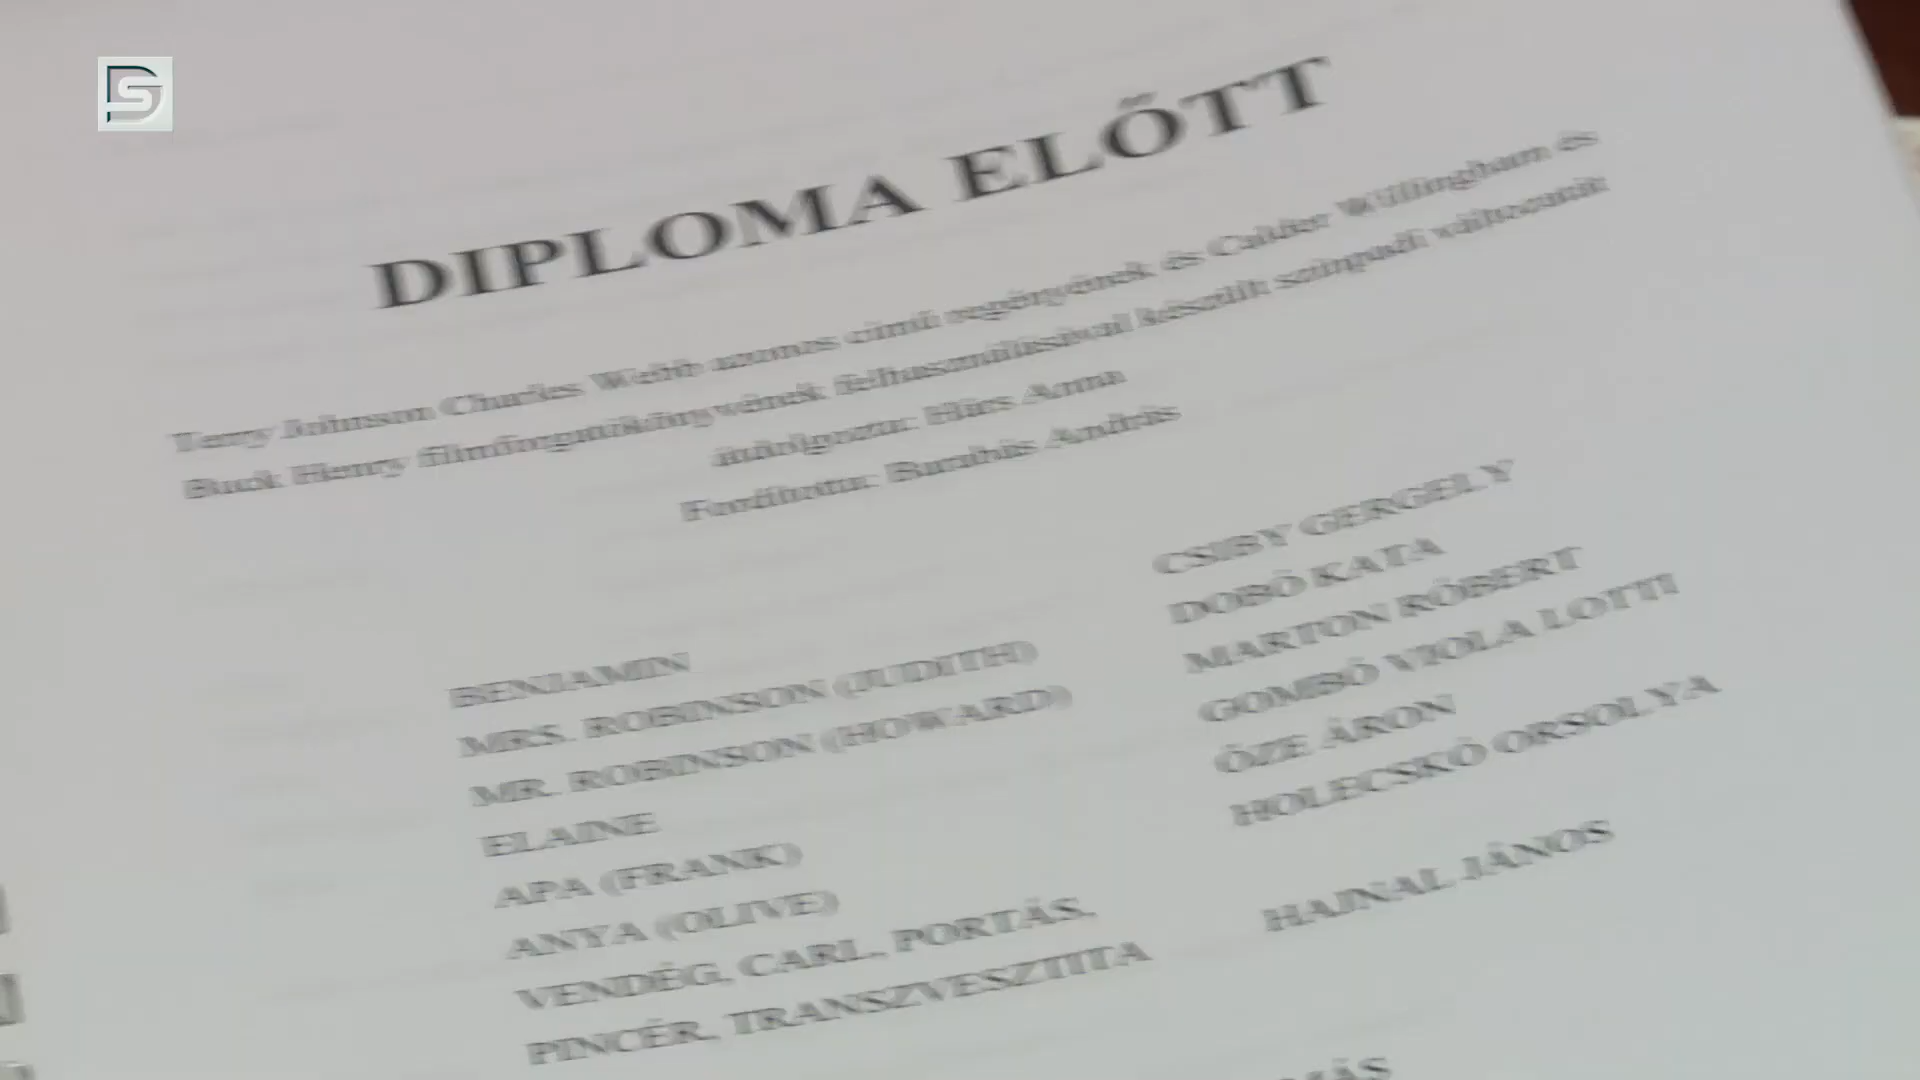 DIPLOMA ELŐTT
Terry Johnson Charles Webb azonos című regényének és Calder Willingham és
Buck Henry filmforgatókönyvének felhasználásával készült színpadi változatát
átdolgozta: Hárs Anna
Fordította: Barabás András
BENJAMIN CSIBY GERGELY
MRS. ROBINSON (JUDITH) DOBÓ KATA
MR. ROBINSON (HOWARD) MARTON RÓBERT
ELAINE GOMBÓ VIOLA LOTTI
APA (FRANK) ŐZE ÁRON
ANYA (OLIVE) HOLECSKÓ ORSOLYA
VENDÉG, CARL, PORTÁS,
PINCÉR, TRANSZVESZTITA HAJNAL JÁNOS